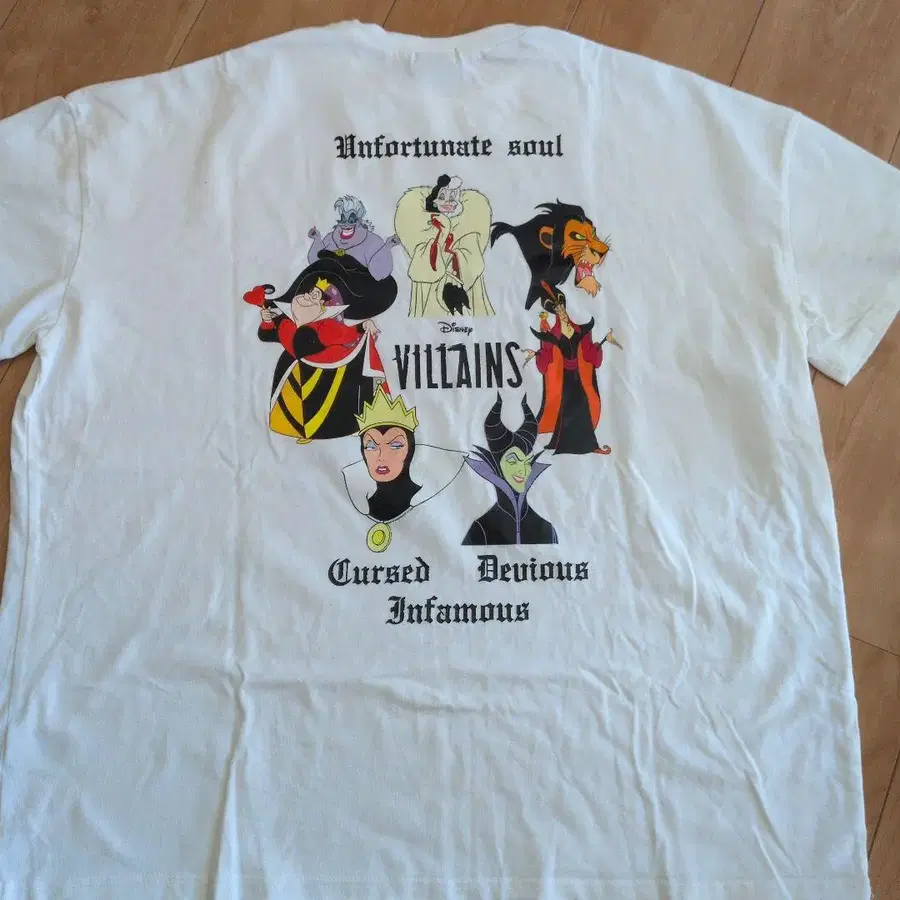 Unfortunate soul
Disney
VILLAINS
Cursed Devious
Infamous